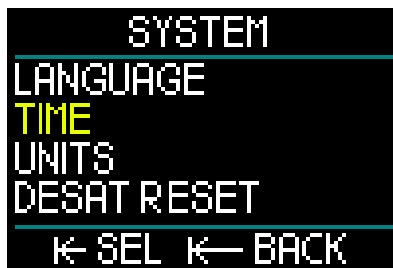 SYSTEM
LANGUAGE
TIME
UNITS
DESAT RESET
SEL BACK